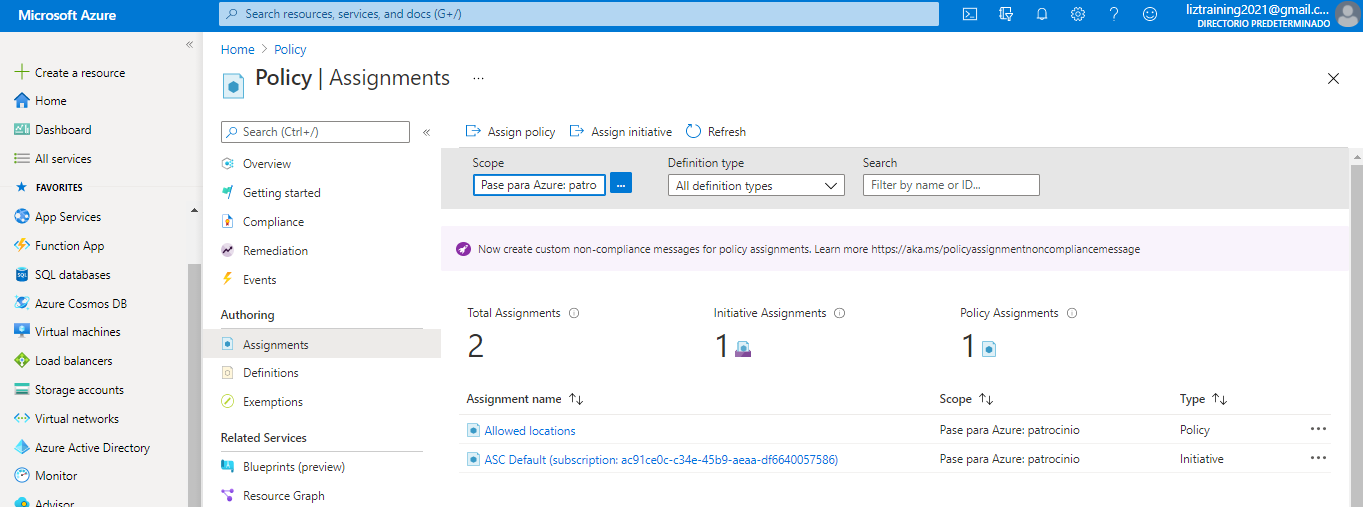 Microsoft Azure
Search resources, services, and docs (G+/)
liztraining2021@gmail.c...
DIRECTORIO PREDETERMINADO
Create a resource
Home
Dashboard
All services
FAVORITES
App Services
Function App
SQL databases
Azure Cosmos DB
Virtual machines
Load balancers
Storage accounts
Virtual networks
Azure Active Directory
Monitor
Advisor
Home > Policy
Policy | Assignments ...
Search (Ctrl+/)
Overview
Getting started
Compliance
Remediation
Events
Authoring
Assignments
Definitions
Exemptions
Related Services
Blueprints (preview)
Resource Graph
Assign policy Assign initiative Refresh
Scope Definition type Search
Pase para Azure: patro ... All definition types Filter by name or ID...
Now create custom non-compliance messages for policy assignments. Learn more https://aka.ms/policyassignmentnoncompliancemessage
Total Assignments Initiative Assignments Policy Assignments
2 1 1
Assignment name Scope Type
Allowed locations Pase para Azure: patrocinio Policy ...
ASC Default (subscription: ac91ce0c-c34e-45b9-aeaa-df6640057586) Pase para Azure: patrocinio Initiative ...